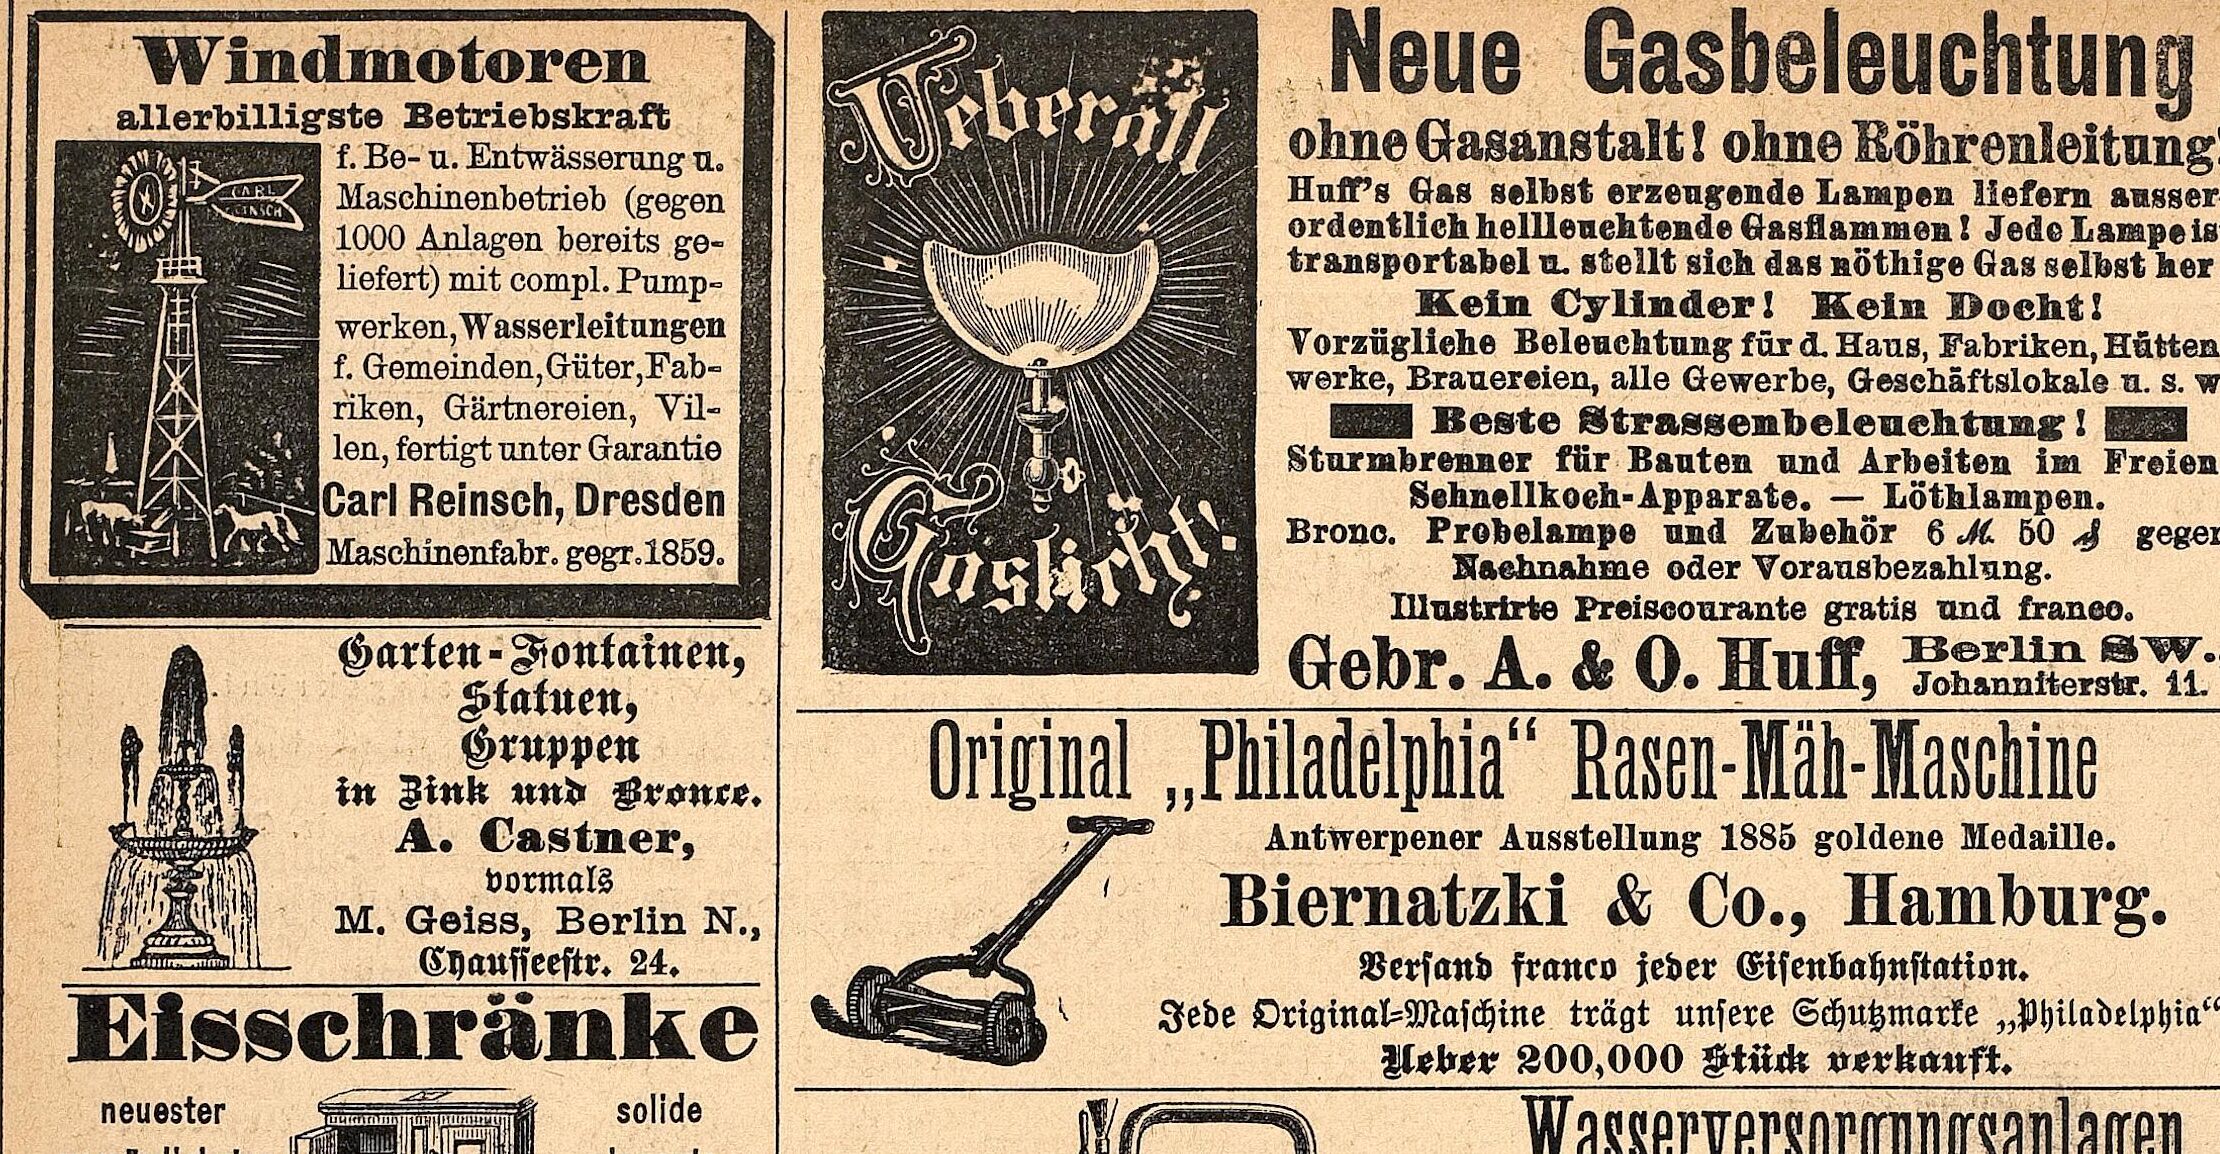 Windmotoren
allerbilligste Betriebskraft
CARL
f. Be- u. Entwässerung u.
Maschinenbetrieb (gegen
1000 Anlagen bereits ge-
liefert) mit compl. Pump-
werken, Wasserleitungen
f. Gemeinden, Güter, Fab-
riken, Gärtnereien, Vil-
len, fertigt unter Garantie
Carl Reinsch, Dresden
Maschinenfabr. gegr. 1859.
Garten-Fontainen,
Statuen,
Gruppen
in Zink und Bronce.
A. Castner,
vormals
M. Geiss, Berlin N.,
Chausseestr. 24.
Eisschränke
neuester
solide
Ueberall
Gaslicht!
Neue Gasbeleuchtung
ohne Gasanstalt! ohne Röhrenleitung!
Huff's Gas selbst erzeugende Lampen liefern ausser-
ordentlich hellleuchtende Gasflammen! Jede Lampe is
transportabel u. stellt sich das nöthige Gas selbst her
Kein Cylinder! Kein Docht!
Vorzügliche Beleuchtung für d. Haus, Fabriken, Hütten
werke, Brauereien, alle Gewerbe, Geschäftslokale u. s. w
Beste Strassenbeleuchtung!
Sturmbrenner für Bauten und Arbeiten im Freien
Schnellkoch-Apparate. — Löthlampen.
Bronc. Probelampe und Zubehör 6 ℳ. 50 ₰ gegen
Nachnahme oder Vorausbezahlung.
Illustrirte Preiscourante gratis und franco.
Gebr. A. & O. Huff, Berlin SW.,
Johanniterstr. 11.
Original „Philadelphia“ Rasen-Mäh-Maschine
Antwerpener Ausstellung 1885 goldene Medaille.
Biernatzki & Co., Hamburg.
Versand franco jeder Eisenbahnstation.
Jede Original-Maschine trägt unsere Schutzmarke „Philadelphia“
Ueber 200,000 Stück verkauft.
Wasserversorgungsanlagen